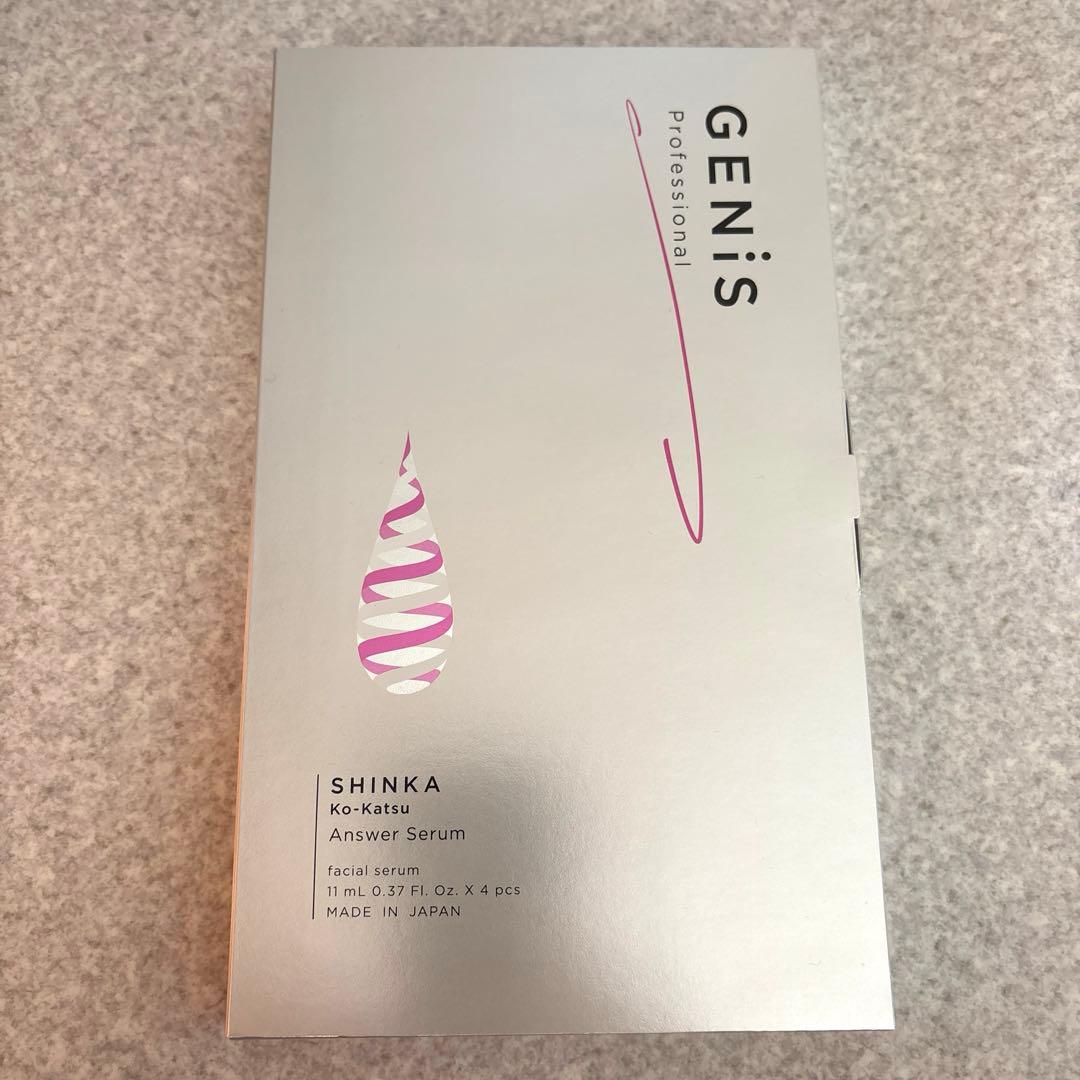 GENiS
Professional
SHINKA
Ko-Katsu
Answer Serum
facial serum
11 mL 0.37 Fl. Oz. X 4 pcs
MADE IN JAPAN